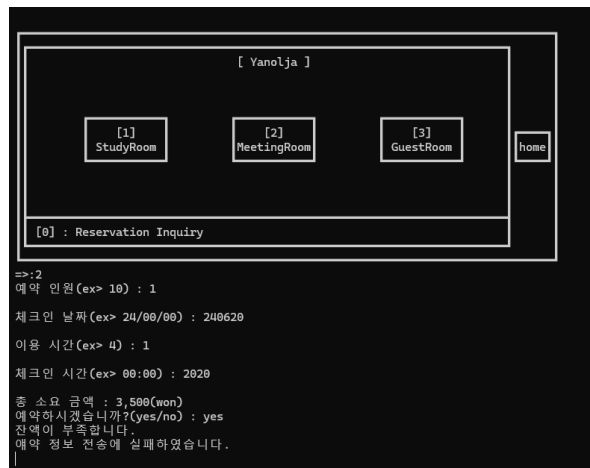 [ Yanolja ]
[1] [2] [3]
StudyRoom MeetingRoom GuestRoom home
[0] : Reservation Inquiry
=>:2
예약 인원(ex> 10) : 1
체크인 날짜(ex> 24/00/00) : 240620
이용 시간(ex> 4) : 1
체크인 시간(ex> 00:00) : 2020
총 소요 금액 : 3,500(won)
예약하시겠습니까?(yes/no) : yes
잔액이 부족합니다.
얘약 정보 전송에 실패하였습니다.